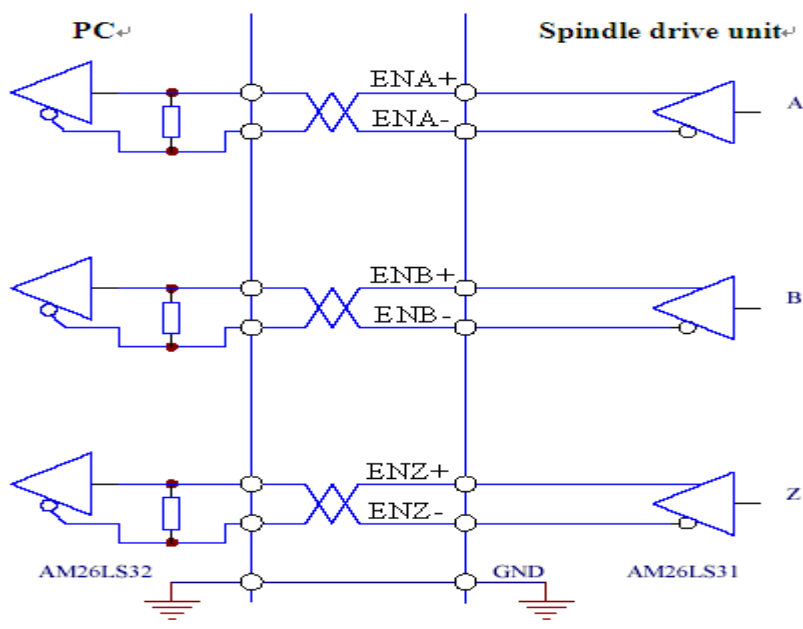 PC↵
Spindle drive unit↵
ENA+
A
ENA-
ENB+
B
ENB-
ENZ+
Z
ENZ-
AM26LS32
GND
AM26LS31